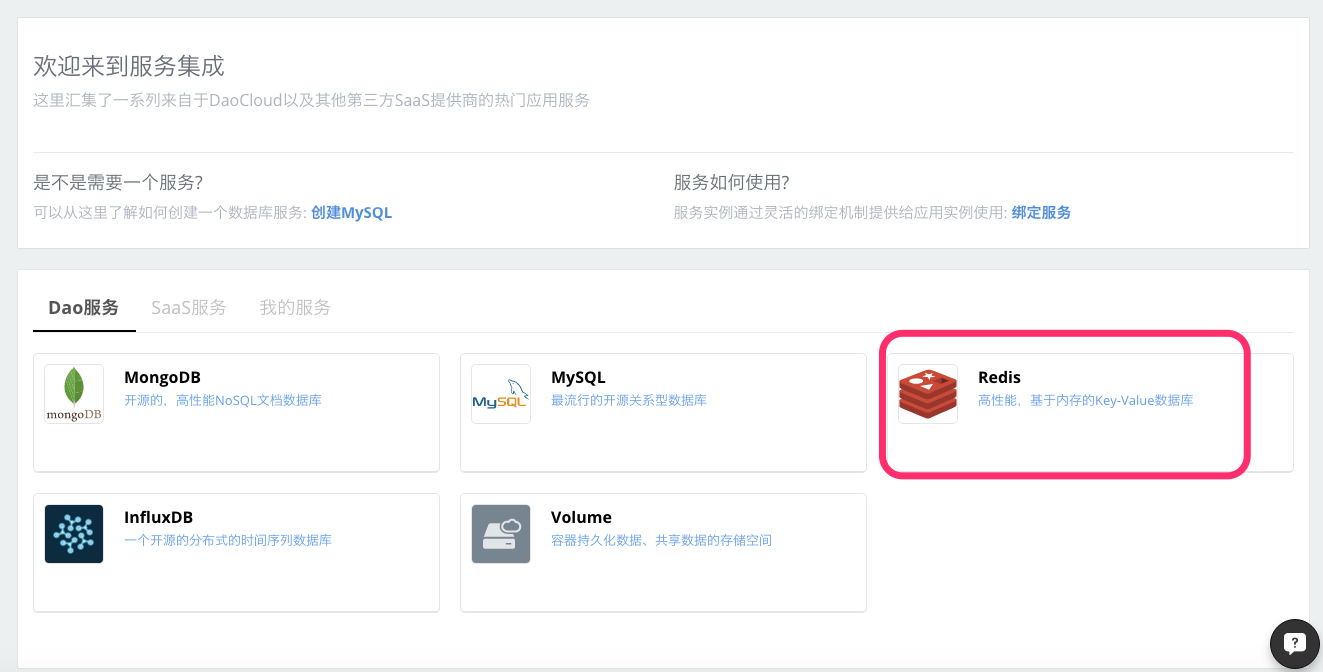 欢迎来到服务集成
这里汇集了一系列来自于DaoCloud以及其他第三方SaaS提供商的热门应用服务
是不是需要一个服务?
可以从这里了解如何创建一个数据库服务: 创建MySQL
服务如何使用?
服务实例通过灵活的绑定机制提供给应用实例使用: 绑定服务
Dao服务 SaaS服务 我的服务
mongoDB
MongoDB
开源的，高性能NoSQL文档数据库
MySQL
MySQL
最流行的开源关系型数据库
Redis
高性能，基于内存的Key-Value数据库
InfluxDB
一个开源的分布式的时间序列数据库
Volume
容器持久化数据、共享数据的存储空间
?